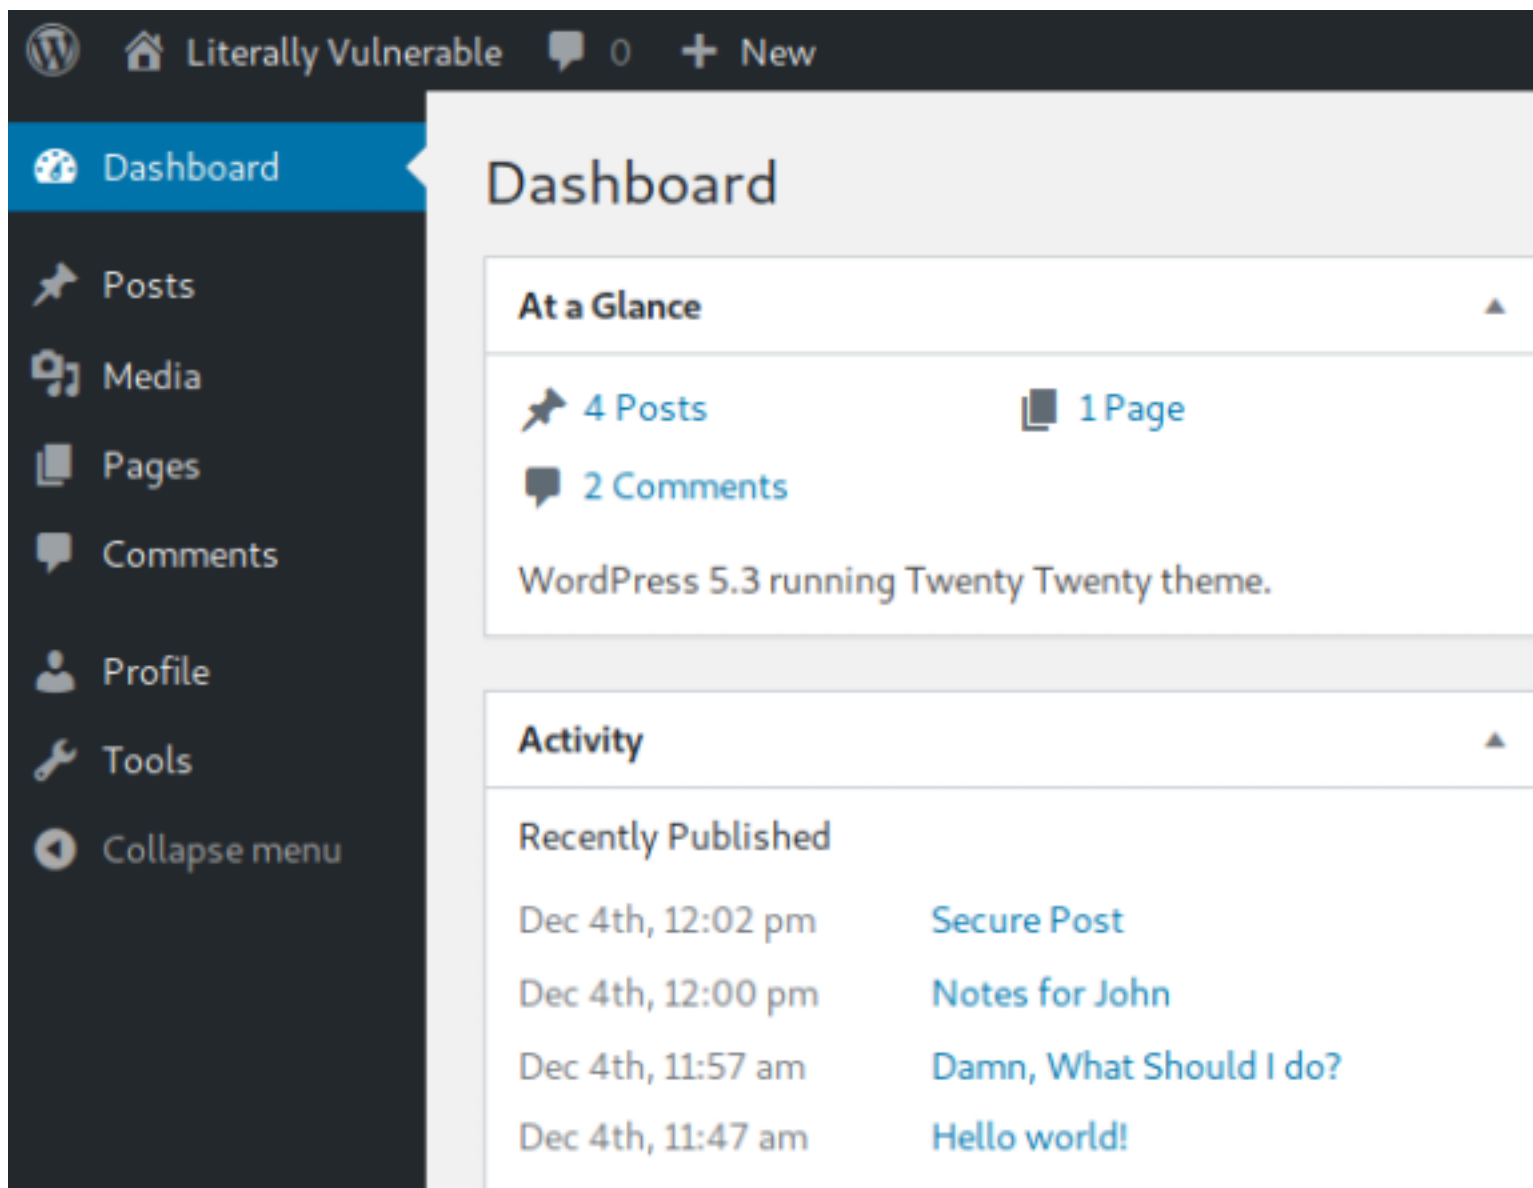 Literally Vulnerable 0 + New
Dashboard
Posts
Media
Pages
Comments
Profile
Tools
Collapse menu
Dashboard
At a Glance
4 Posts 1 Page
2 Comments
WordPress 5.3 running Twenty Twenty theme.
Activity
Recently Published
Dec 4th, 12:02 pm Secure Post
Dec 4th, 12:00 pm Notes for John
Dec 4th, 11:57 am Damn, What Should I do?
Dec 4th, 11:47 am Hello world!